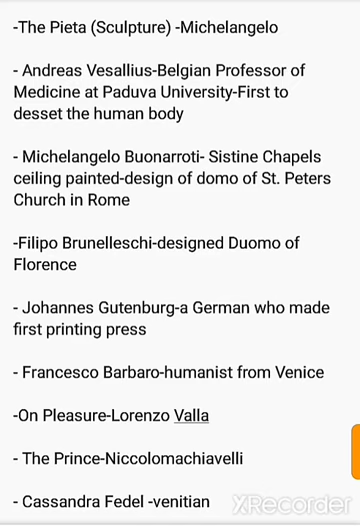 -The Pieta (Sculpture) -Michelangelo
- Andreas Vesallius-Belgian Professor of
Medicine at Paduva University-First to
desset the human body
- Michelangelo Buonarroti- Sistine Chapels
ceiling painted-design of domo of St. Peters
Church in Rome
-Filipo Brunelleschi-designed Duomo of
Florence
- Johannes Gutenburg-a German who made
first printing press
- Francesco Barbaro-humanist from Venice
-On Pleasure-Lorenzo Valla
- The Prince-Niccolomachiavelli
- Cassandra Fedel -venitian
XRecorder